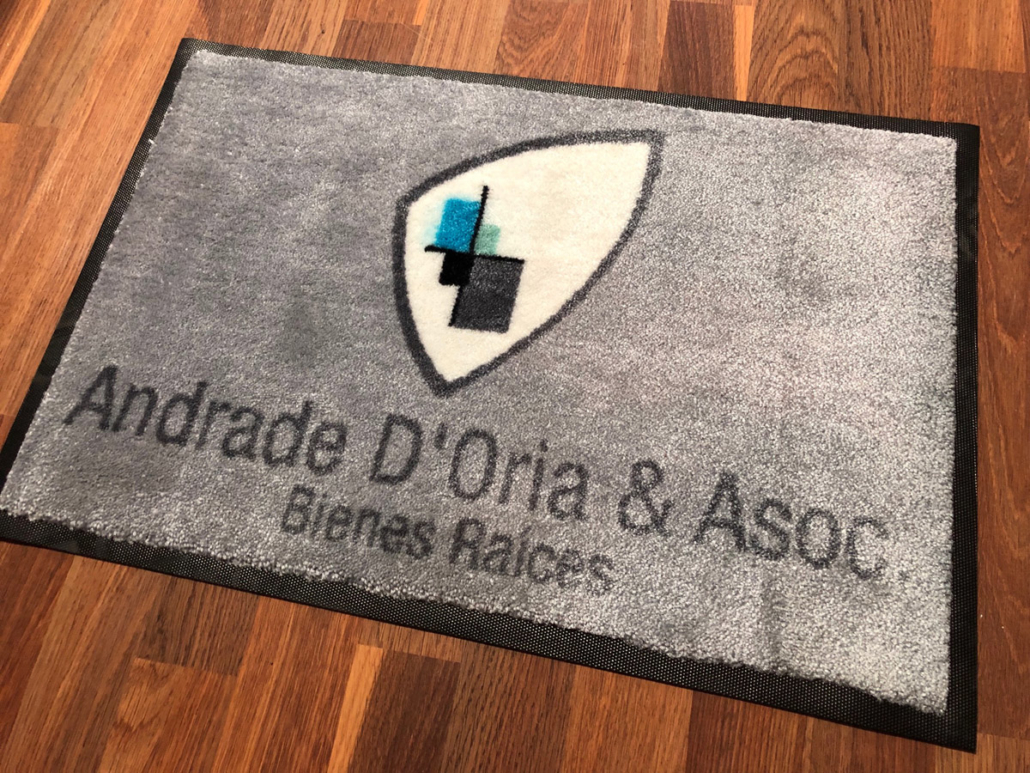 Andrade D'Oria & Asoc.
Bienes Raíces